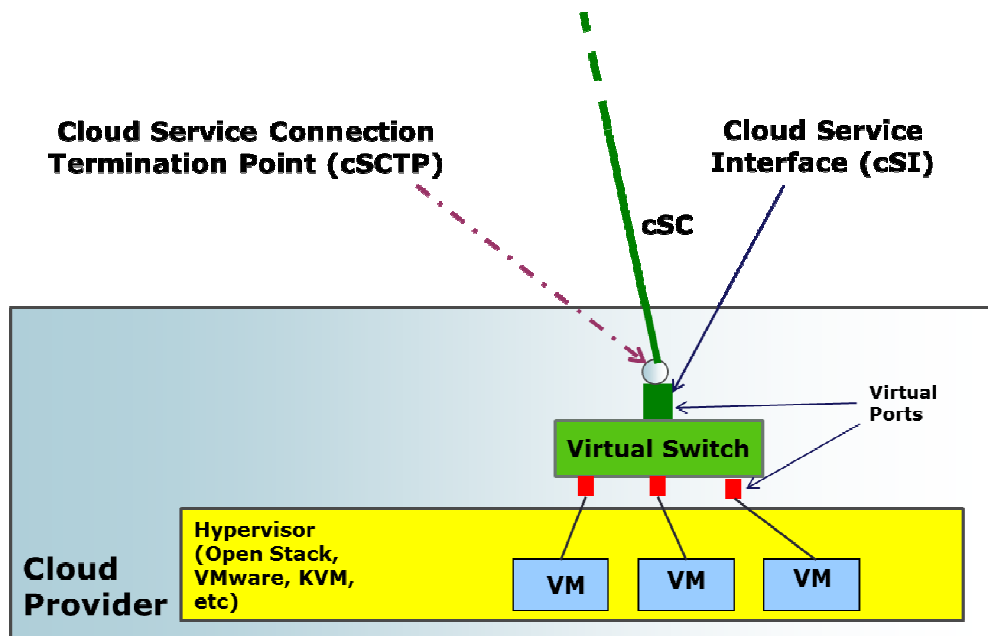 Cloud Service Connection
Termination Point (cSCTP)
Cloud Service
Interface (cSI)
cSC
Virtual
Ports
Virtual Switch
Hypervisor
(Open Stack,
VMware, KVM,
etc)
VM
VM
VM
Cloud
Provider